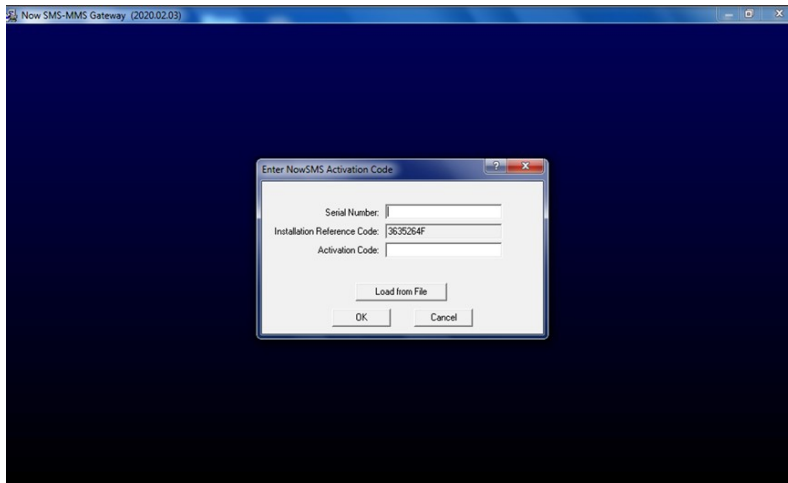 Now SMS-MMS Gateway (2020.02.03)
Enter NowSMS Activation Code
Serial Number:
Installation Reference Code: 3635264F
Activation Code:
Load from File
OK Cancel